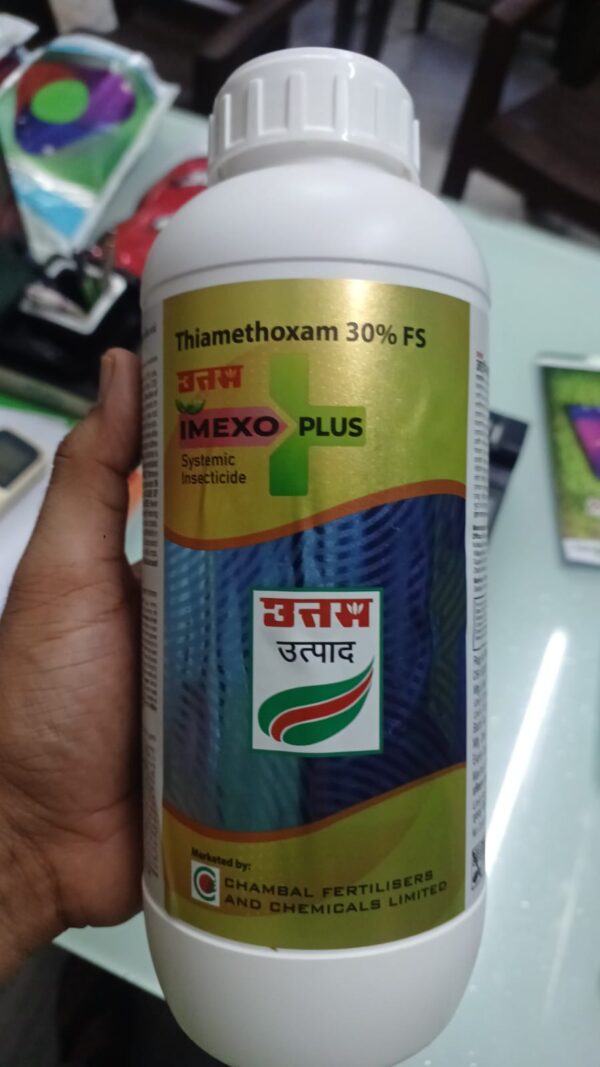 Thiamethoxam 30% FS
उत्तम
IMEXO PLUS
Systemic
Insecticide
उत्तम
उत्पाद
Marketed by:
CHAMBAL FERTILISERS
AND CHEMICALS LIMITED